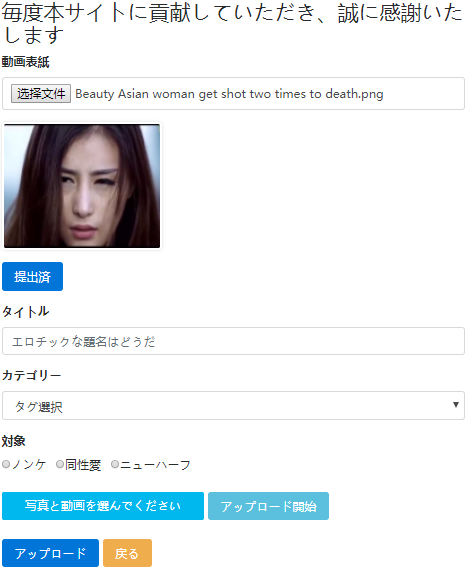 毎度本サイトに貢献していただき、誠に感謝いた
します
動画表紙
选择文件 Beauty Asian woman get shot two times to death.png
提出済
タイトル
エロチックな題名はどうだ
カテゴリー
タグ選択
対象
ノンケ 同性愛 ニューハーフ
写真と動画を選んでください アップロード開始
アップロード 戻る